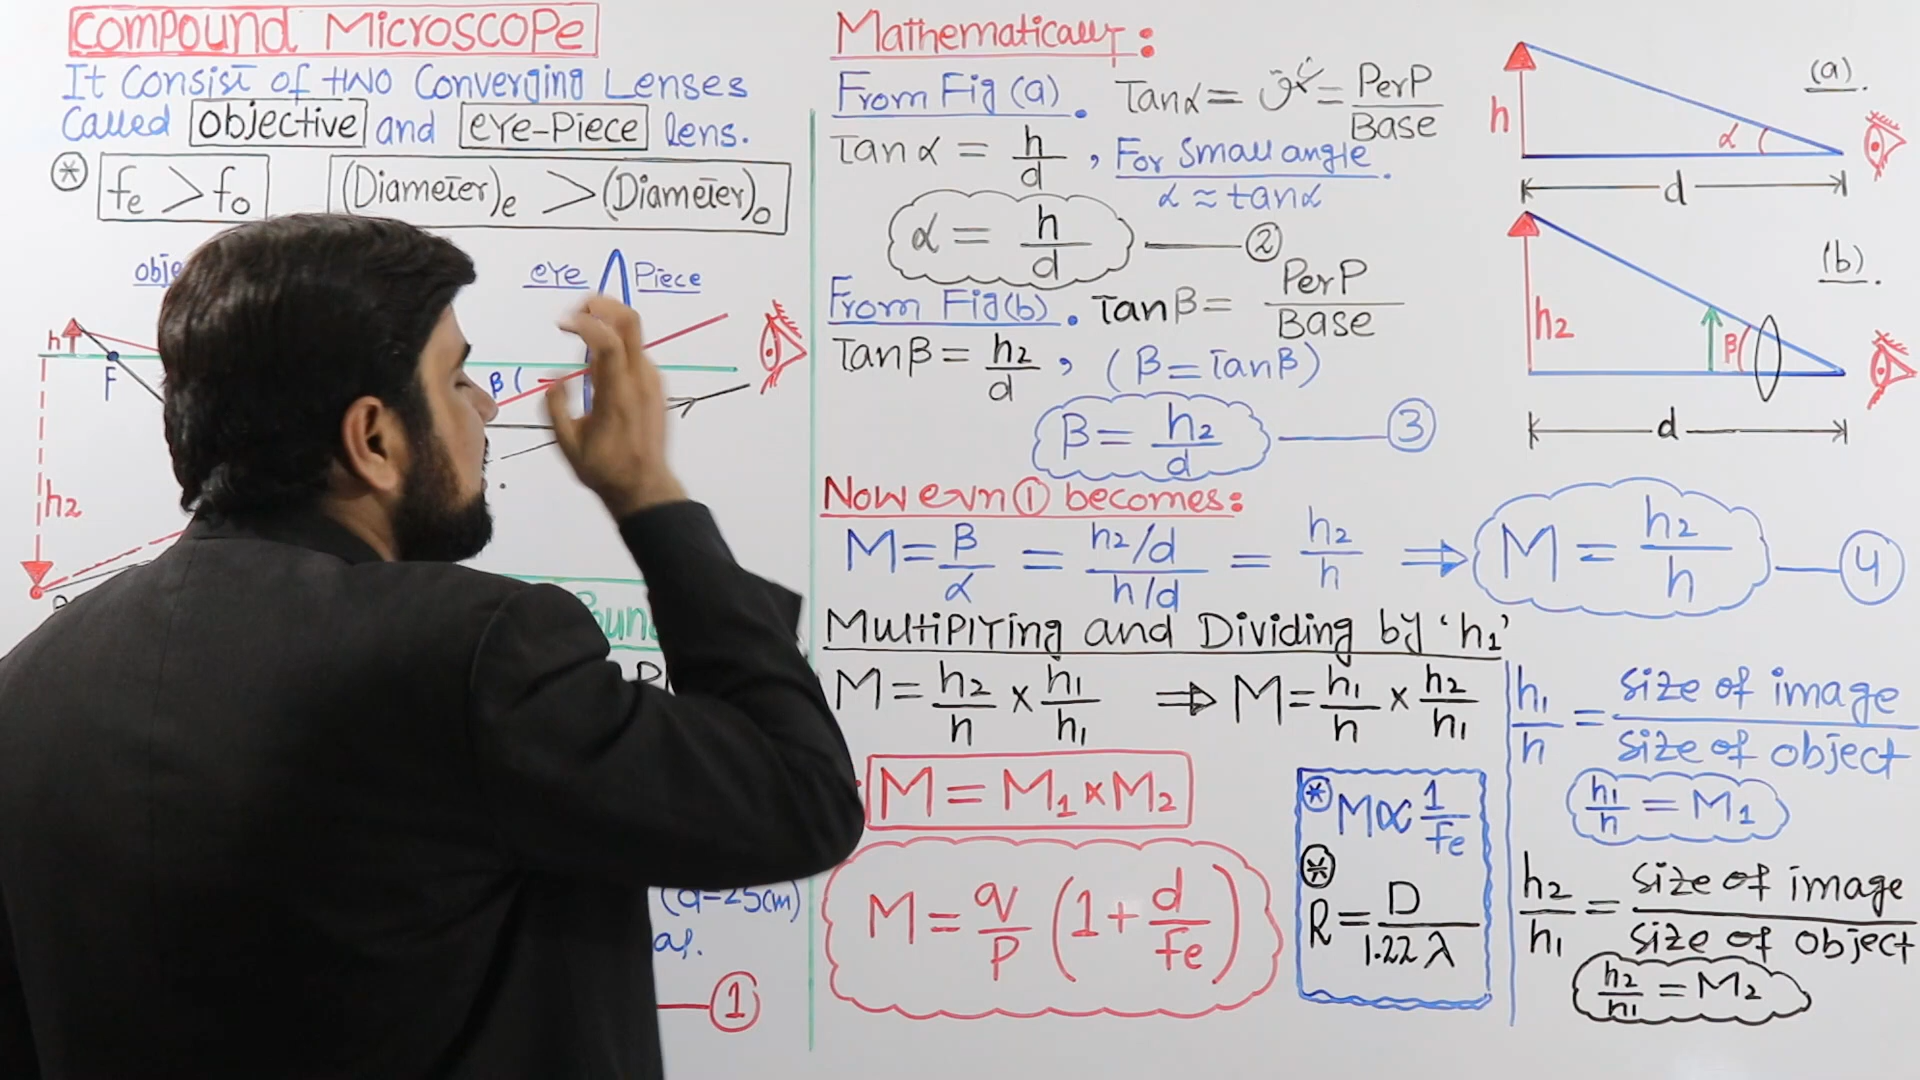 Compound Microscope
It Consist of two Converging Lenses
Called objective and eye-Piece lens.
* fe > fo (Diameter)e > (Diameter)o
eye Piece
h
F
β
h2
(d=25cm)
1
Mathematically:
From Fig (a). Tanα = = PerP/Base
Tanα = h/d , For Small angle.
α ≈ tanα
α = h/d ② 
From Fig(b). Tanβ = PerP/Base
Tanβ = h2/d , (β = Tanβ)
β = h2/d ③
Now eqn ① becomes:
M = β/α = h2/d / h/d = h2/h ⇒ M = h2/h ④
Multiplying and Dividing by 'h1'
M = h2/h × h1/h1 ⇒ M = h1/h × h2/h1
M = M1 × M2
M = q/P (1 + d/fe)
* M ∝ 1/fe
* R = D/1.22λ
h1/h = size of image/size of object
h1/h = M1
h2/h1 = size of image/size of object
h2/h1 = M2
(a).
h
α
d
(b).
h2
β
d